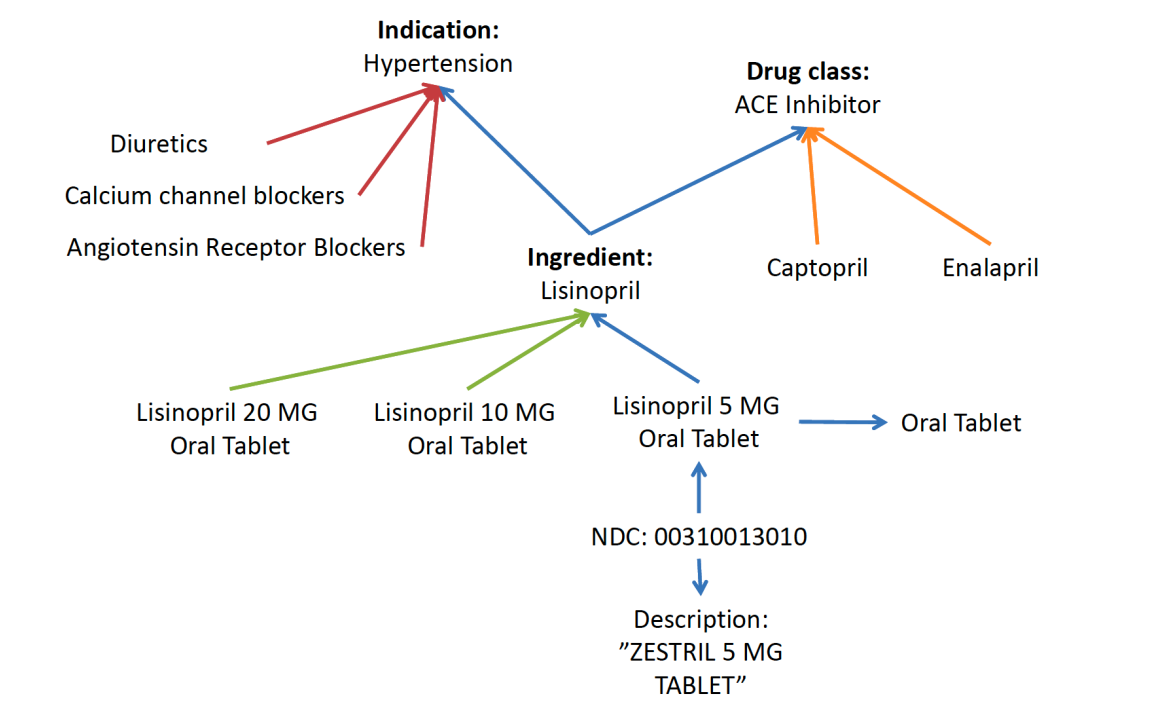 Indication:
Hypertension
Drug class:
ACE Inhibitor
Diuretics
Calcium channel blockers
Angiotensin Receptor Blockers
Ingredient:
Lisinopril
Captopril
Enalapril
Lisinopril 20 MG
Oral Tablet
Lisinopril 10 MG
Oral Tablet
Lisinopril 5 MG
Oral Tablet
Oral Tablet
NDC: 00310013010
Description:
”ZESTRIL 5 MG
TABLET”